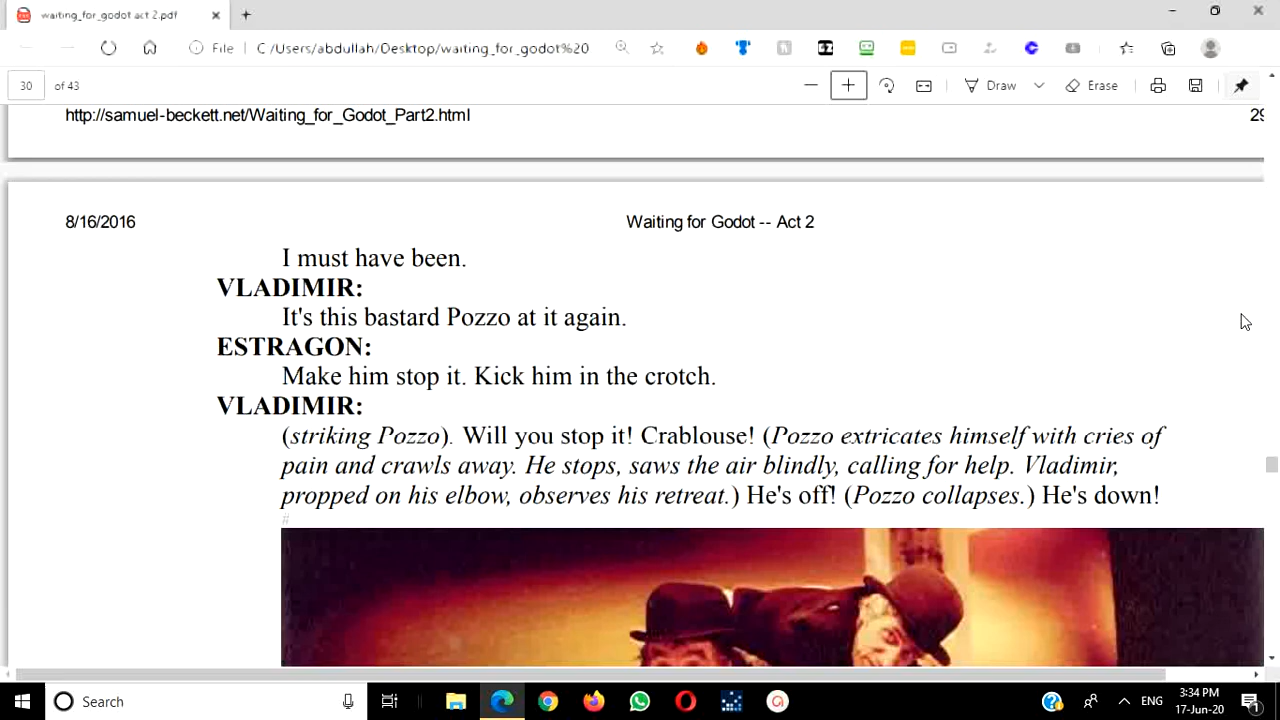 waiting_for_godot act 2.pdf
File C:/Users/abdullah/Desktop/waiting_for_godot%20
30 of 43 Draw Erase
http://samuel-beckett.net/Waiting_for_Godot_Part2.html
8/16/2016 Waiting for Godot -- Act 2
I must have been.
VLADIMIR:
It's this bastard Pozzo at it again.
ESTRAGON:
Make him stop it. Kick him in the crotch.
VLADIMIR:
(striking Pozzo). Will you stop it! Crablouse! (Pozzo extricates himself with cries of
pain and crawls away. He stops, saws the air blindly, calling for help. Vladimir,
propped on his elbow, observes his retreat.) He's off! (Pozzo collapses.) He's down!
#
Search ENG 3:34 PM
17-Jun-20